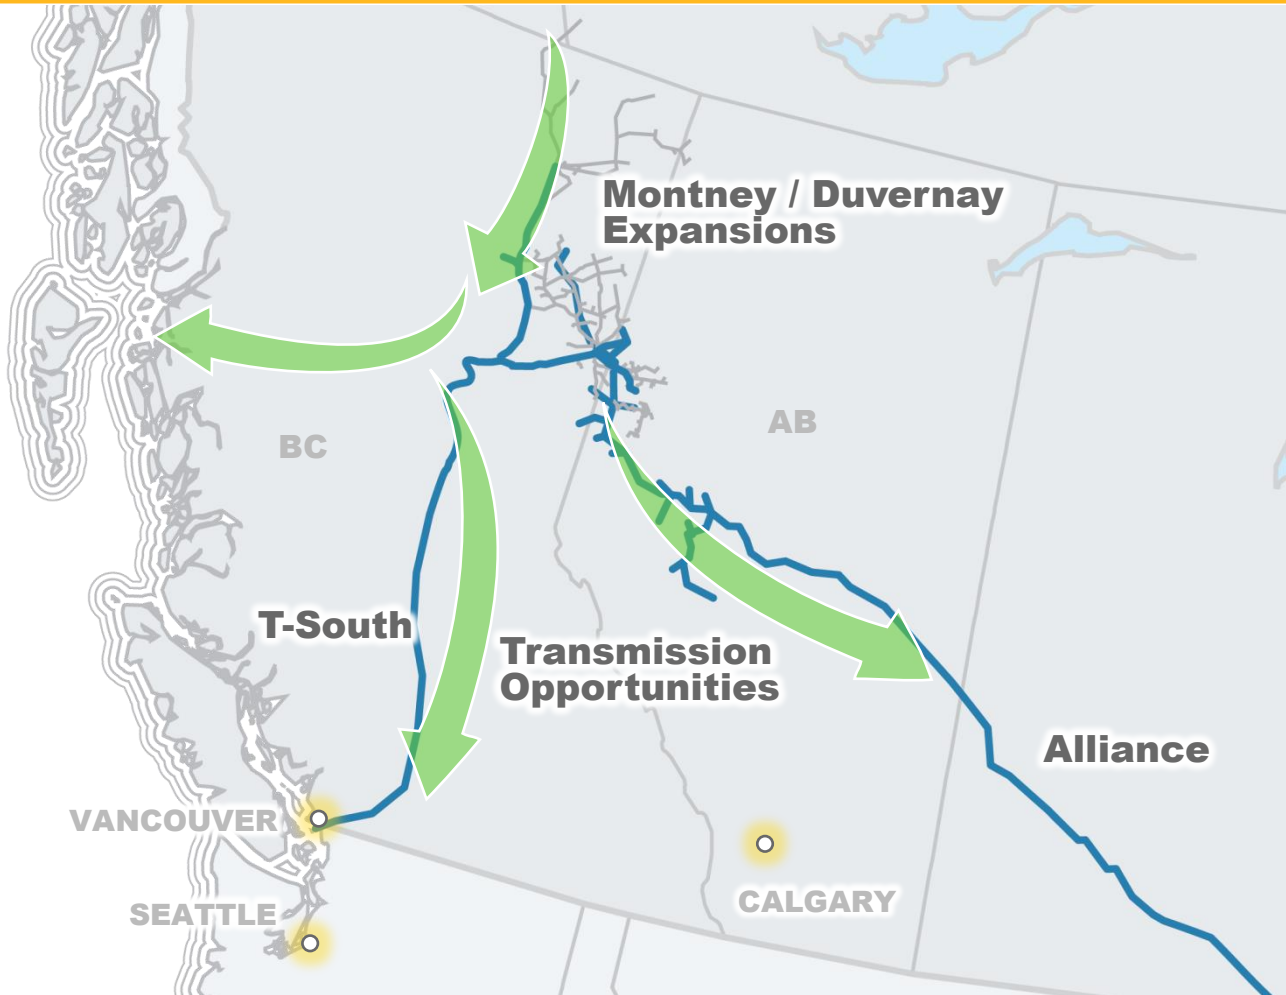 Montney / Duvernay
Expansions
AB
BC
T-South
Transmission
Opportunities
Alliance
VANCOUVER
CALGARY
SEATTLE